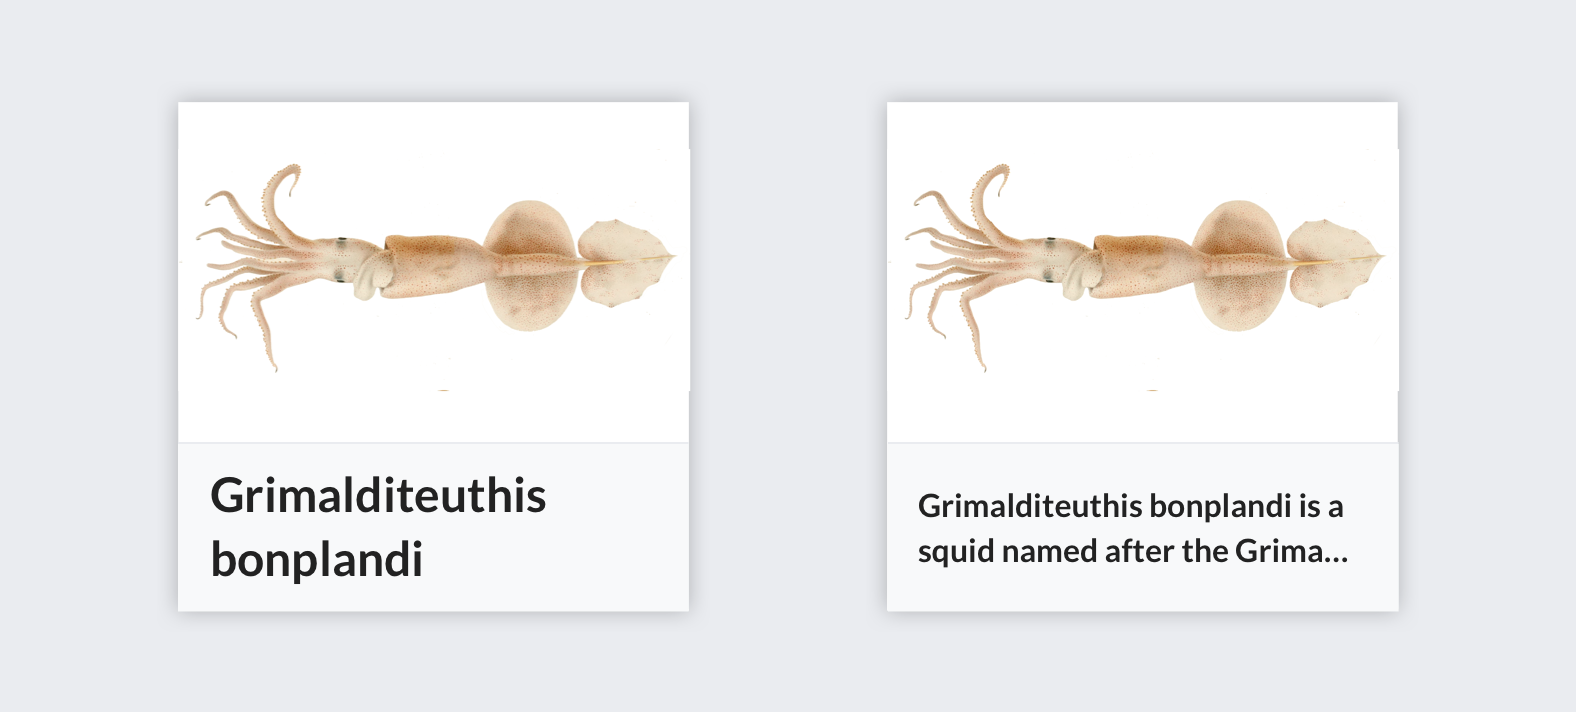 Grimalditeuthis
bonplandi
Grimalditeuthis bonplandi is a
squid named after the Grima...